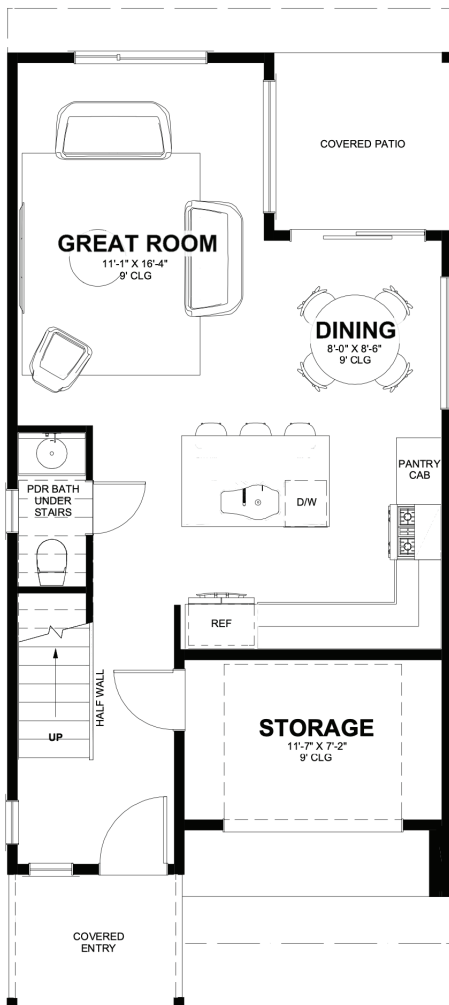 COVERED PATIO
GREAT ROOM
11'-1" X 16'-4"
9' CLG
DINING
8'-0" X 8'-6"
9' CLG
PANTRY
CAB
PDR BATH
UNDER
STAIRS
D/W
REF
HALF WALL
UP
STORAGE
11'-7" X 7'-2"
9' CLG
COVERED
ENTRY